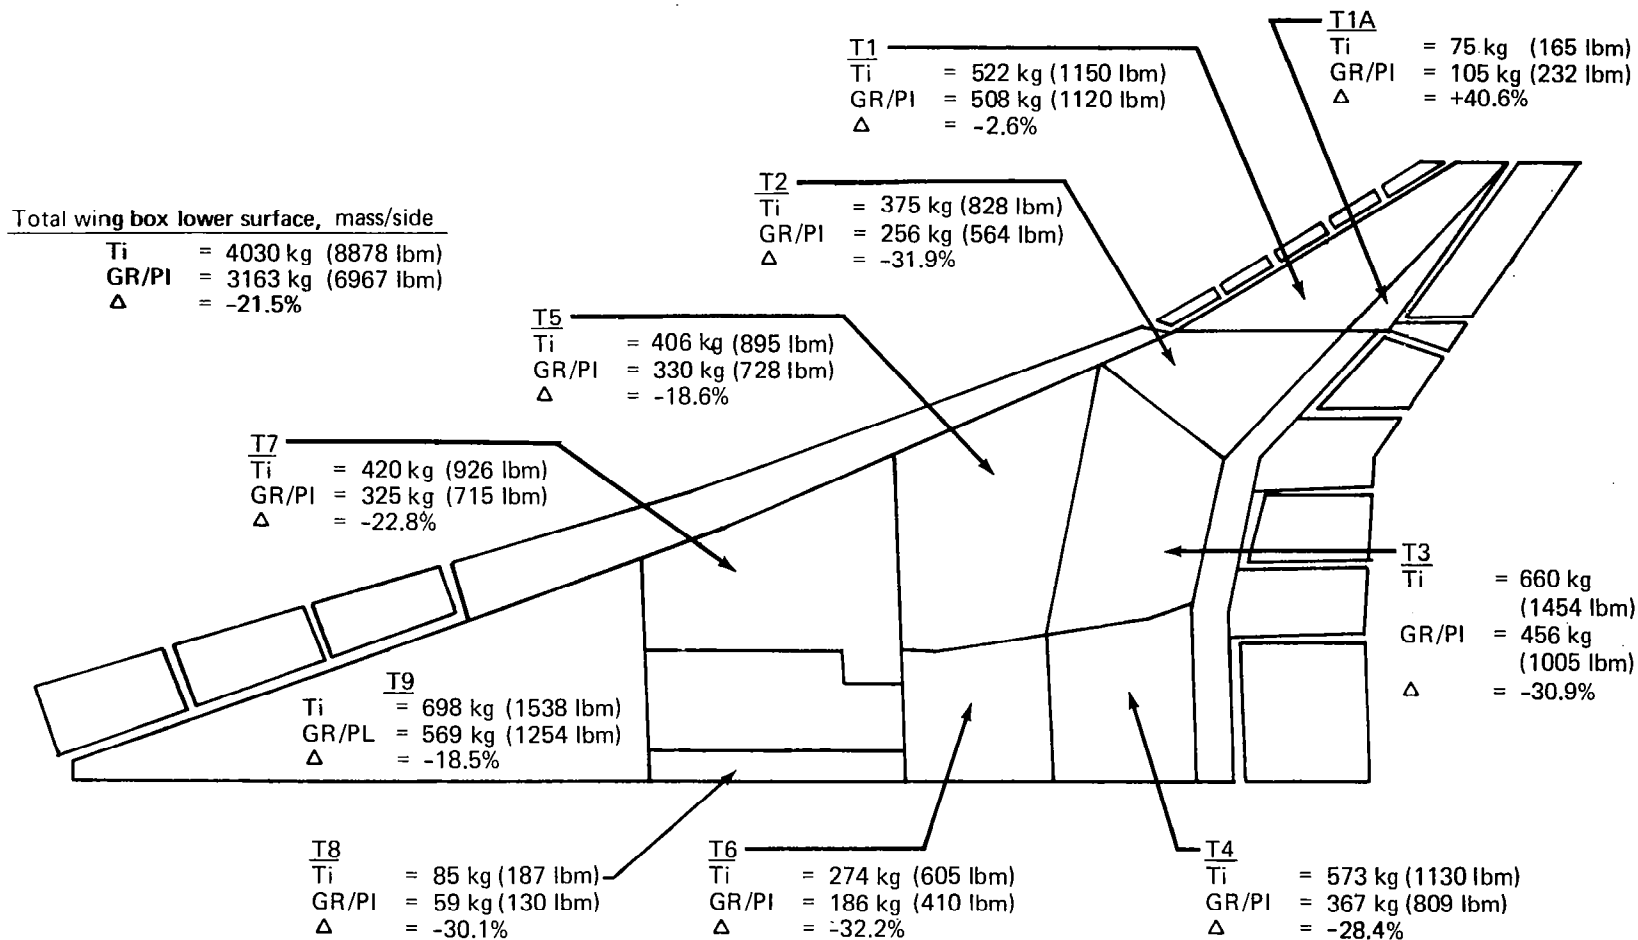 T1A
Ti = 75 kg (165 lbm)
GR/PI = 105 kg (232 lbm)
Δ = +40.6%
T1
Ti = 522 kg (1150 lbm)
GR/PI = 508 kg (1120 lbm)
Δ = -2.6%
T2
Ti = 375 kg (828 lbm)
GR/PI = 256 kg (564 lbm)
Δ = -31.9%
Total wing box lower surface, mass/side
Ti = 4030 kg (8878 lbm)
GR/PI = 3163 kg (6967 lbm)
Δ = -21.5%
T5
Ti = 406 kg (895 lbm)
GR/PI = 330 kg (728 lbm)
Δ = -18.6%
T7
Ti = 420 kg (926 lbm)
GR/PI = 325 kg (715 lbm)
Δ = -22.8%
T3
Ti = 660 kg
(1454 lbm)
GR/PI = 456 kg
(1005 lbm)
Δ = -30.9%
T9
Ti = 698 kg (1538 lbm)
GR/PL = 569 kg (1254 lbm)
Δ = -18.5%
T8
Ti = 85 kg (187 lbm)
GR/PI = 59 kg (130 lbm)
Δ = -30.1%
T6
Ti = 274 kg (605 lbm)
GR/PI = 186 kg (410 lbm)
Δ = -32.2%
T4
Ti = 573 kg (1130 lbm)
GR/PI = 367 kg (809 lbm)
Δ = -28.4%